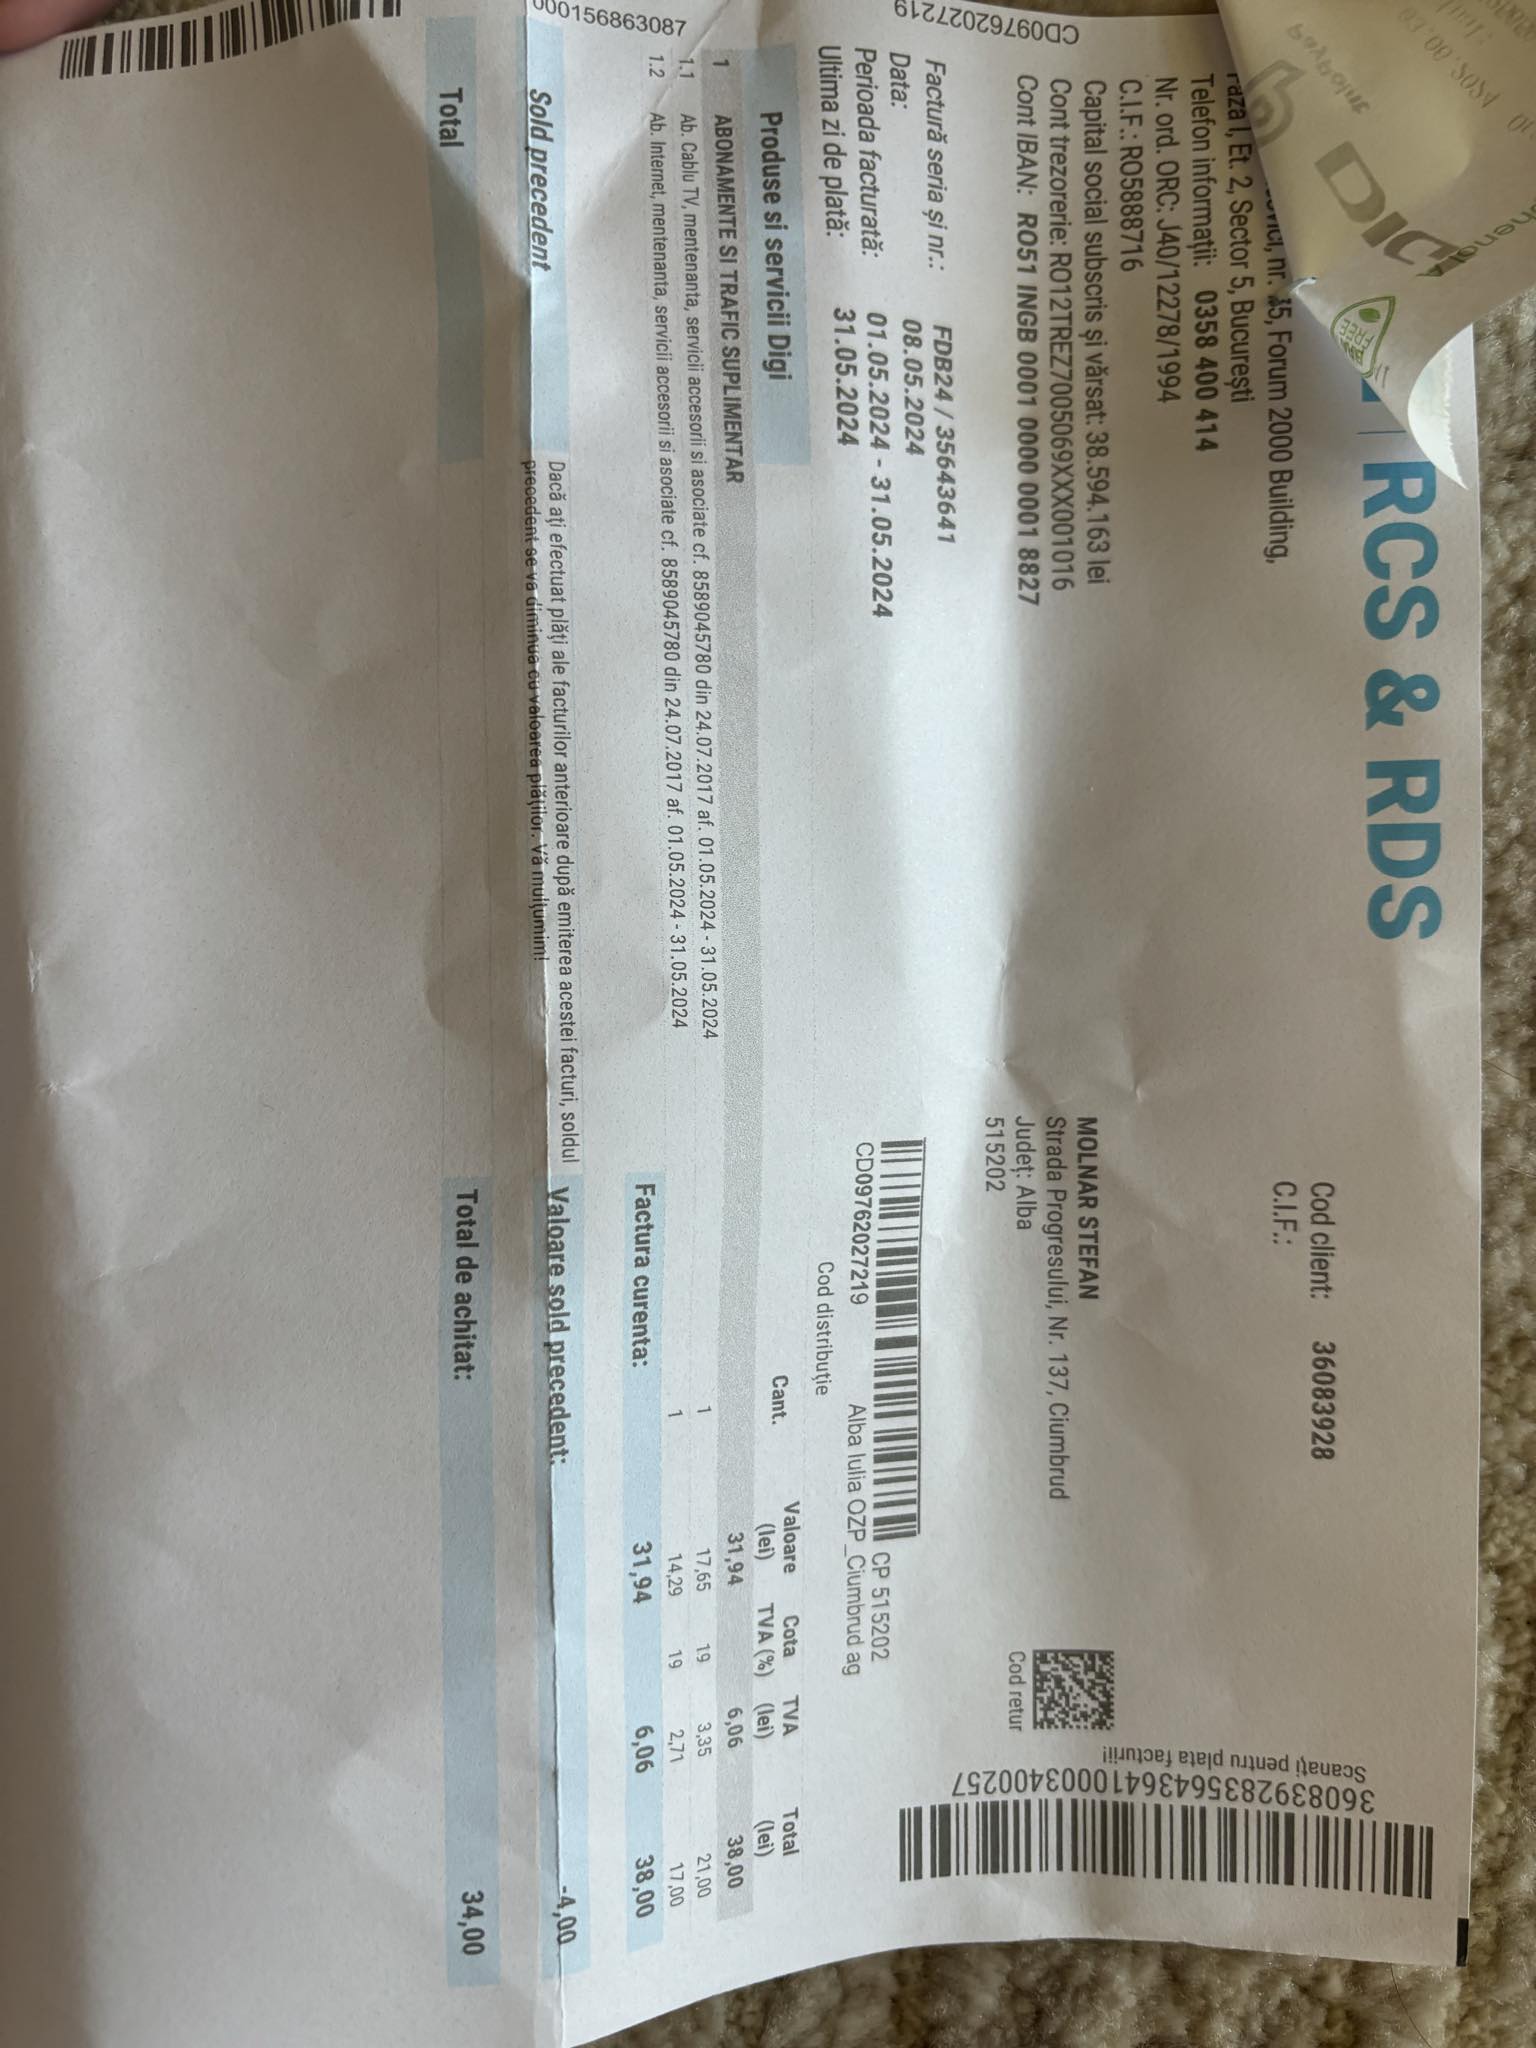 DIGI
RCS & RDS
nr. 15, Forum 2000 Building,
Faza I, Et. 2, Sector 5, București
Telefon informații: 0358 400 414
Nr. ord. ORC: J40/12278/1994
C.I.F.: RO5888716
Capital social subscris și vărsat: 38.594.163 lei
Cont trezorerie: RO12TREZ7005069XXX001016
Cont IBAN: RO51 INGB 0001 0000 0001 8827
Cod client: 36083928
C.I.F.:
MOLNAR STEFAN
Strada Progresului, Nr. 137, Ciumbrud
Județ: Alba
515202
Cod retur
Scanați pentru plata facturii!
36083928356436410003400257
CD09762027219
Factură seria și nr.: FDB24 / 35643641
Data: 08.05.2024
Perioada facturată: 01.05.2024 - 31.05.2024
Ultima zi de plată: 31.05.2024
CP 515202
CD09762027219 Alba Iulia OZP_Ciumbrud ag
Cod distribuție
Produse si servicii Digi Cant. Valoare (lei) Cota TVA (%) TVA (lei) Total (lei)
1 ABONAMENTE SI TRAFIC SUPLIMENTAR 31,94 6,06 38,00
1.1 Ab. Cablu TV, mentenanta, servicii accesorii si asociate cf. 8589045780 din 24.07.2017 af. 01.05.2024 - 31.05.2024 1 17,65 19 3,35 21,00
1.2 Ab. Internet, mentenanta, servicii accesorii si asociate cf. 8589045780 din 24.07.2017 af. 01.05.2024 - 31.05.2024 1 14,29 19 2,71 17,00
Factura curenta: 31,94 6,06 38,00
000156863087
Sold precedent
Dacă ați efectuat plăți ale facturilor anterioare după emiterea acestei facturi, soldul
precedent se va diminua cu valoarea plăților. Vă mulțumim!
Valoare sold precedent: -4,00
Total Total de achitat: 34,00